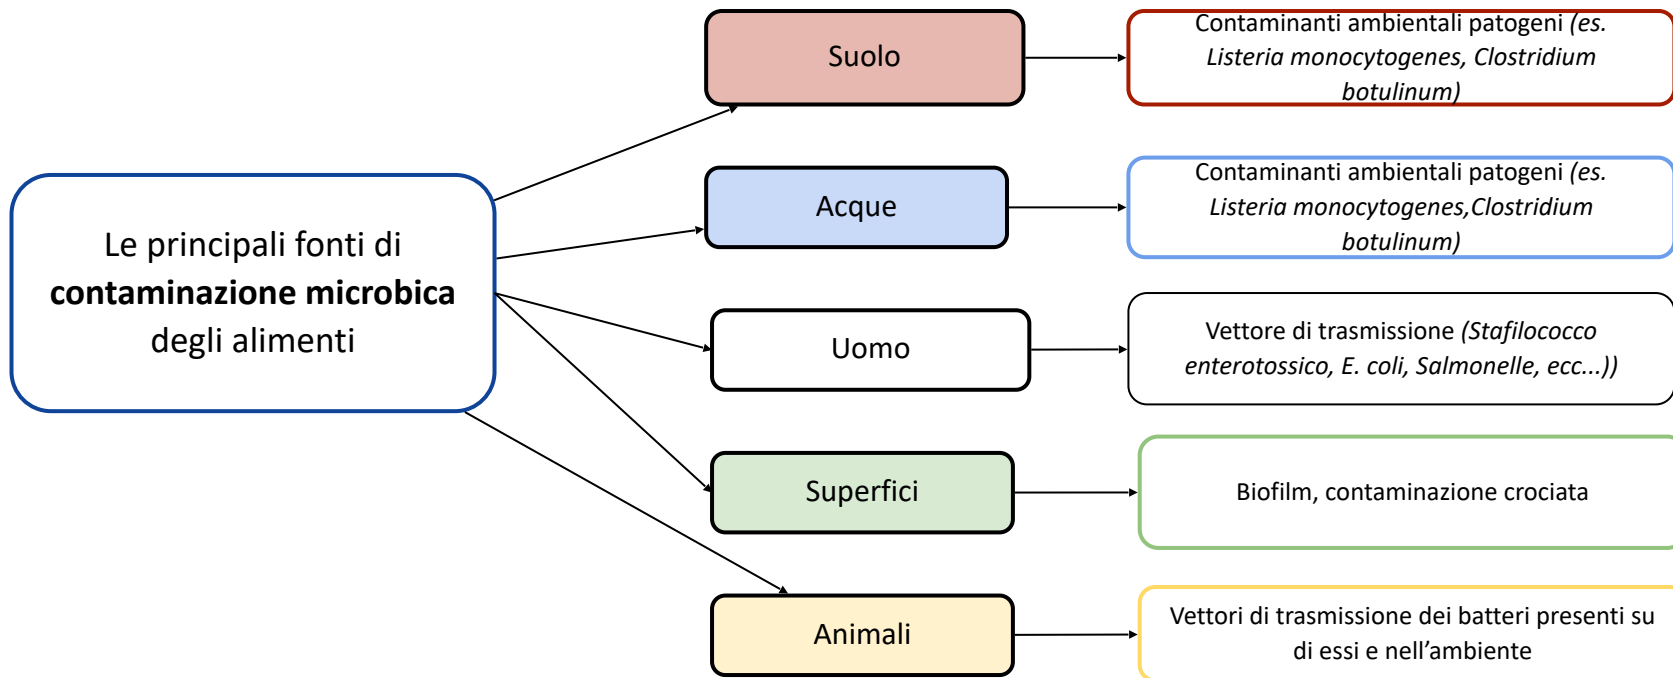 Le principali fonti di
contaminazione microbica
degli alimenti
Suolo
Contaminanti ambientali patogeni (es.
Listeria monocytogenes, Clostridium
botulinum)
Acque
Contaminanti ambientali patogeni (es.
Listeria monocytogenes,Clostridium
botulinum)
Uomo
Vettore di trasmissione (Stafilococco
enterotossico, E. coli, Salmonelle, ecc...))
Superfici
Biofilm, contaminazione crociata
Animali
Vettori di trasmissione dei batteri presenti su
di essi e nell’ambiente